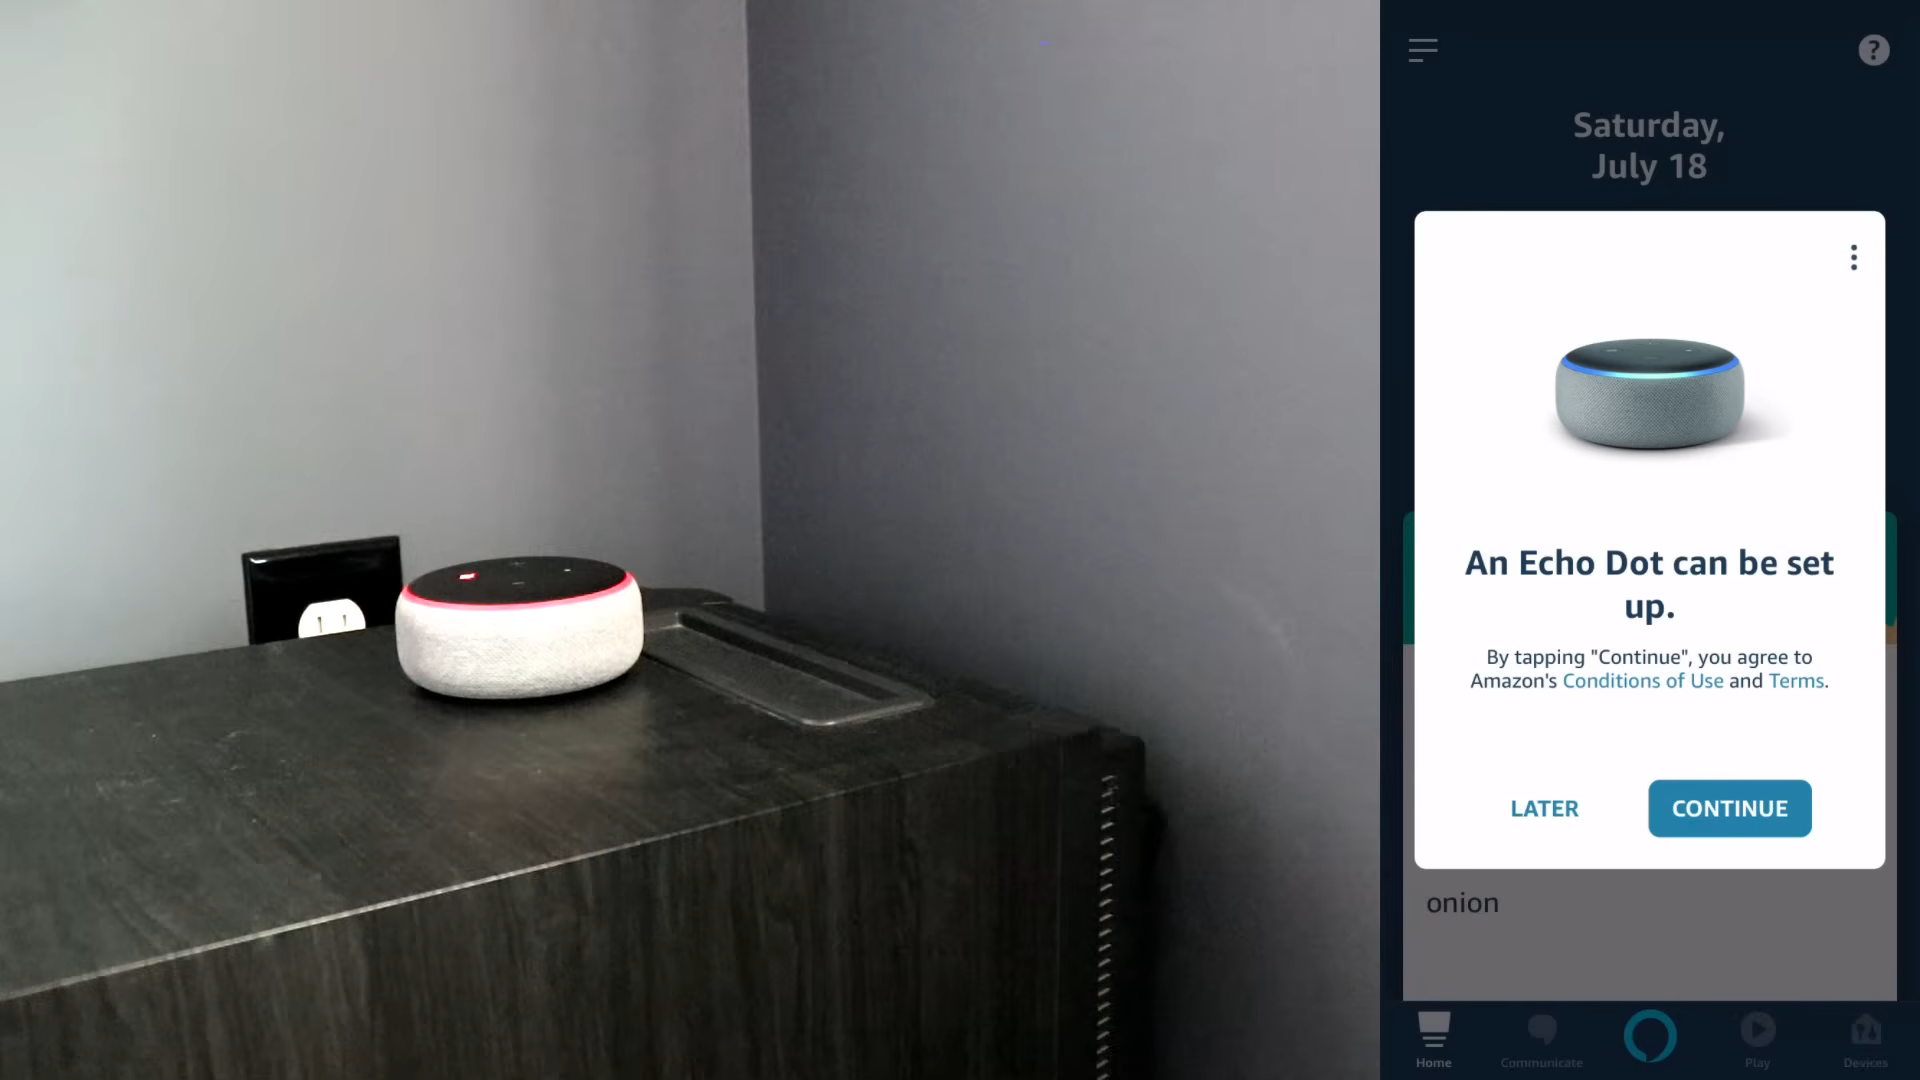 Saturday,
July 18
An Echo Dot can be set
up.
By tapping "Continue", you agree to
Amazon's Conditions of Use and Terms.
LATER
CONTINUE
onion
Home
Communicate
Play
Devices